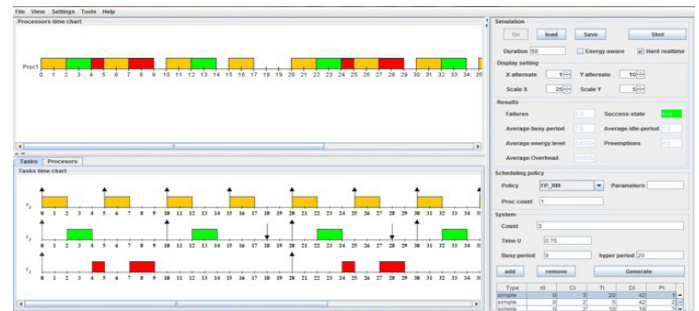 File View Settings Tools Help
Processors time chart
Proc1
0 1 2 3 4 5 6 7 8 9 10 11 12 13 14 15 16 17 18 19 20 21 22 23 24 25 26 27 28 29 30 31 32 33 34 35
Tasks Procesors
Tasks time chart
0 1 2 3 4 5 6 7 8 9 10 11 12 13 14 15 16 17 18 19 20 21 22 23 24 25 26 27 28 29 30 31 32 33 34 35
0 1 2 3 4 5 6 7 8 9 10 11 12 13 14 15 16 17 18 19 20 21 22 23 24 25 26 27 28 29 30 31 32 33 34 35
0 1 2 3 4 5 6 7 8 9 10 11 12 13 14 15 16 17 18 19 20 21 22 23 24 25 26 27 28 29 30 31 32 33 34 35
Simulation
Go load Save Shot
Duration 50 Energy aware Hard realtime
Display setting
X alternate 1 Y alternate 10
Scale X 25 Scale Y 5
Results
Failures Success state
Average busy period Average idle period
Average energy level Preemptions
Average Overhead
Scheduling policy
Policy FP_RM Parameters
Proc count 1
System
Count 3
Time U 0.75
Busy period 9 hyper period 20
add remove Generate
Type r0 Ci Ti Di Pi
simple 0 3 20 42 1
simple 0 2 5 42 2
simple 0 2 10 18 3